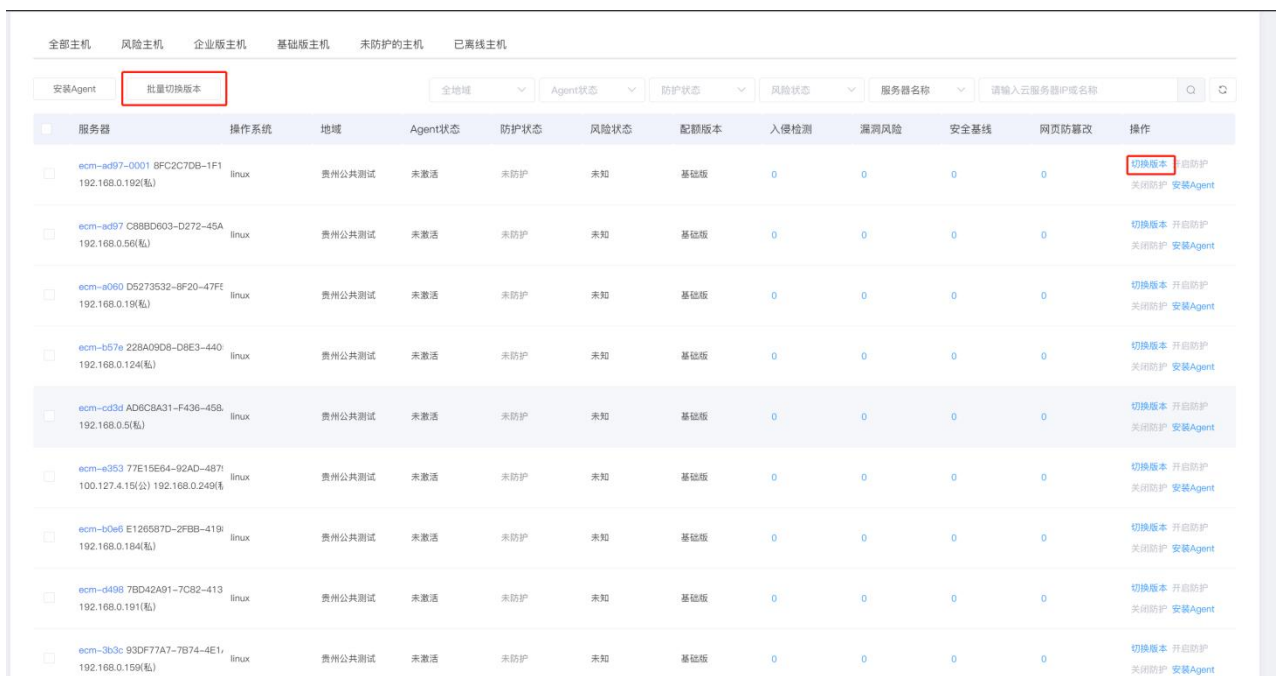 全部主机 风险主机 企业版主机 基础版主机 未防护的主机 已离线主机
安装Agent 批量切换版本 全地域 Agent状态 防护状态 风险状态 服务器名称 请输入云服务器IP或名称
服务器 操作系统 地域 Agent状态 防护状态 风险状态 配额版本 入侵检测 漏洞风险 安全基线 网页防篡改 操作
ecm-ad97-0001 8FC2C7DB-1F1 linux 贵州公共测试 未激活 未防护 未知 基础版 0 0 0 0 切换版本 开启防护
192.168.0.192(私) 关闭防护 安装Agent
ecm-ad97 C88BD603-D272-45A linux 贵州公共测试 未激活 未防护 未知 基础版 0 0 0 0 切换版本 开启防护
192.168.0.56(私) 关闭防护 安装Agent
ecm-a060 D5273532-8F20-47F5 linux 贵州公共测试 未激活 未防护 未知 基础版 0 0 0 0 切换版本 开启防护
192.168.0.19(私) 关闭防护 安装Agent
ecm-b57e 228A09D8-D8E3-440 linux 贵州公共测试 未激活 未防护 未知 基础版 0 0 0 0 切换版本 开启防护
192.168.0.124(私) 关闭防护 安装Agent
ecm-cd3d AD6C8A31-F436-458 linux 贵州公共测试 未激活 未防护 未知 基础版 0 0 0 0 切换版本 开启防护
192.168.0.5(私) 关闭防护 安装Agent
ecm-e353 77E15E64-92AD-487 linux 贵州公共测试 未激活 未防护 未知 基础版 0 0 0 0 切换版本 开启防护
100.127.4.15(公) 192.168.0.249( 关闭防护 安装Agent
ecm-b0e6 E126587D-2FBB-419 linux 贵州公共测试 未激活 未防护 未知 基础版 0 0 0 0 切换版本 开启防护
192.168.0.184(私) 关闭防护 安装Agent
ecm-d498 7BD42A91-7C82-413 linux 贵州公共测试 未激活 未防护 未知 基础版 0 0 0 0 切换版本 开启防护
192.168.0.191(私) 关闭防护 安装Agent
ecm-3b3c 93DF77A7-7B74-4E1 linux 贵州公共测试 未激活 未防护 未知 基础版 0 0 0 0 切换版本 开启防护
192.168.0.159(私) 关闭防护 安装Agent